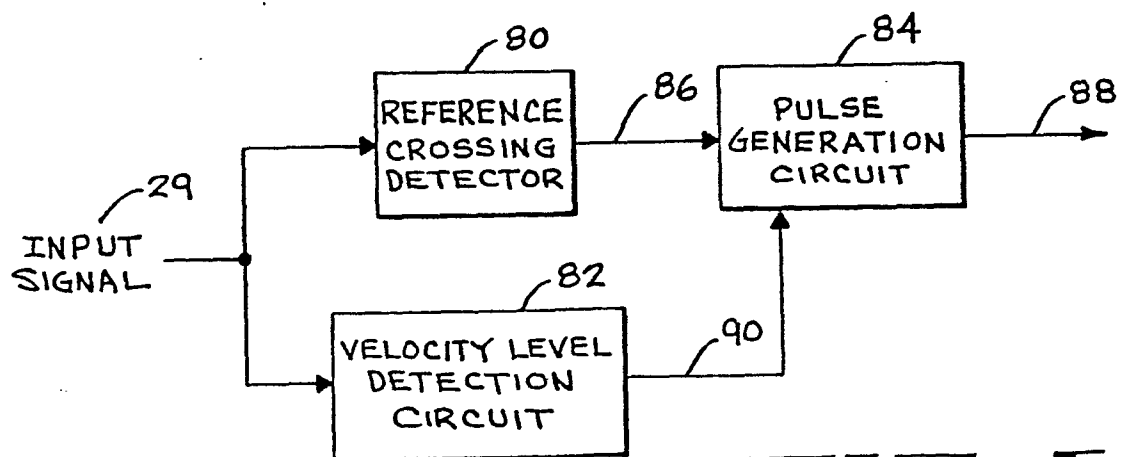 80
REFERENCE
CROSSING
DETECTOR
86
84
PULSE
GENERATION
CIRCUIT
88
29
INPUT
SIGNAL
82
VELOCITY LEVEL
DETECTION
CIRCUIT
90